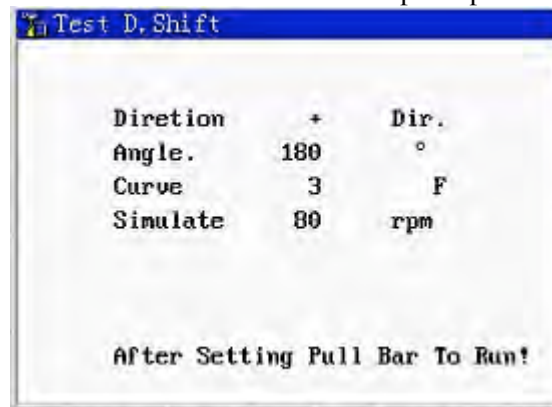 Test D.Shift
Diretion + Dir.
Angle. 180 °
Curve 3 F
Simulate 80 rpm
After Setting Pull Bar To Run!